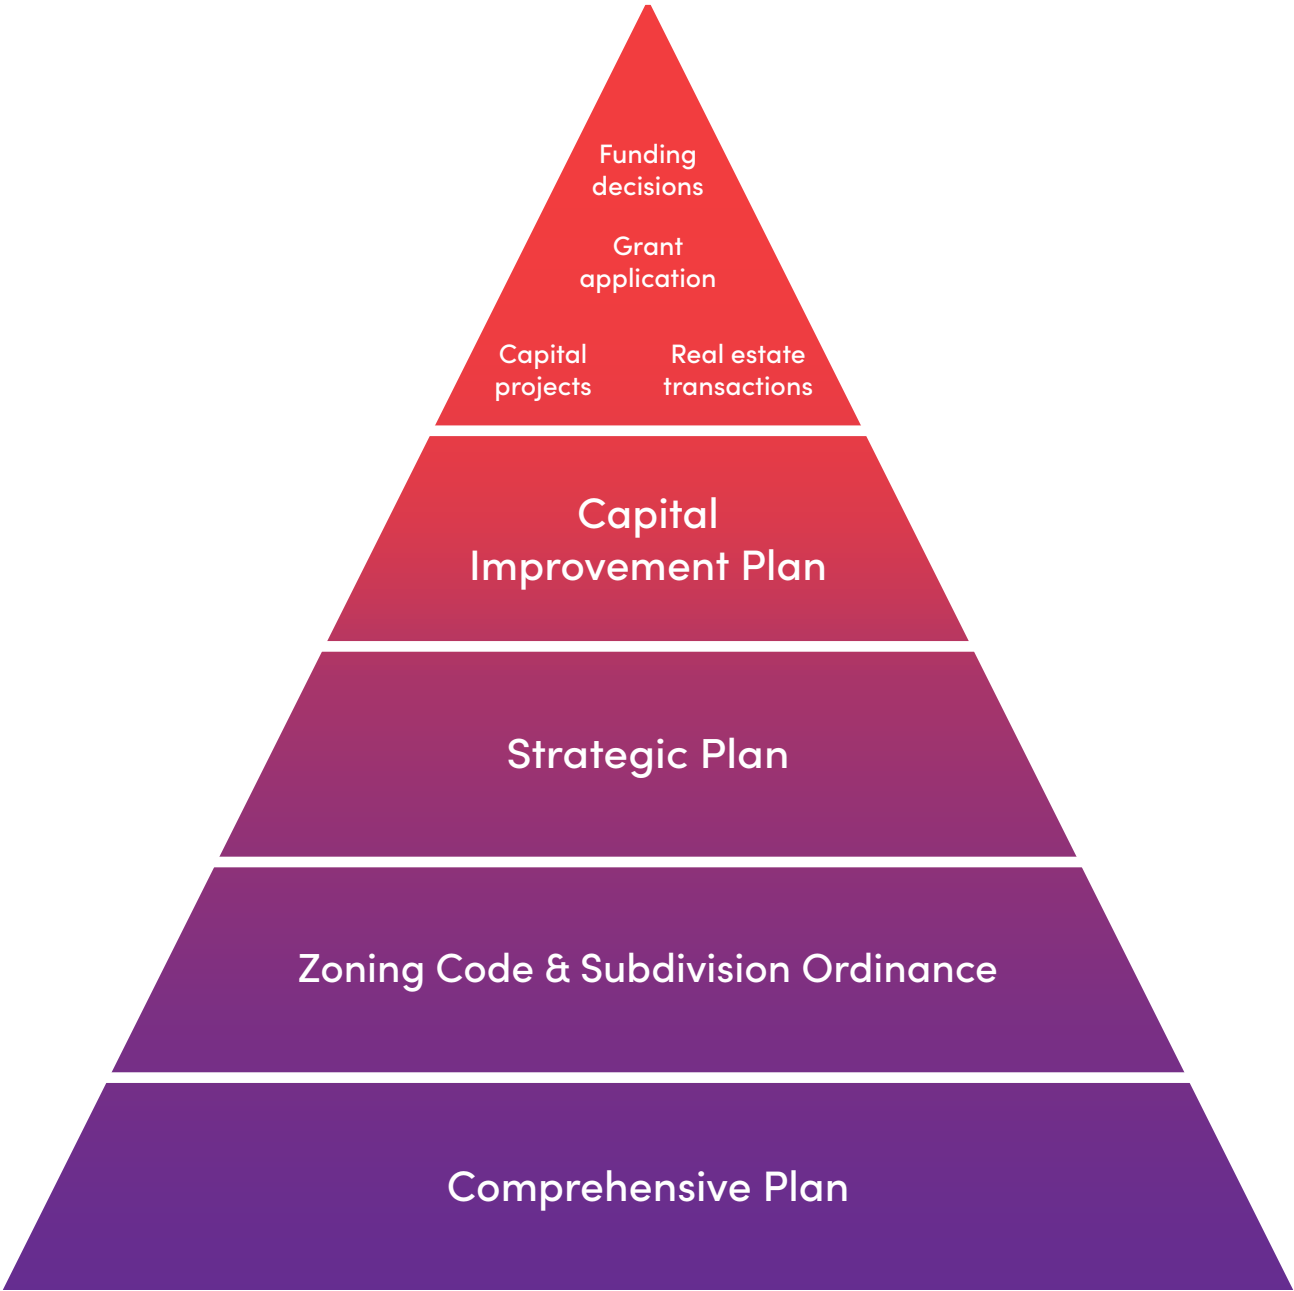 Funding
decisions
Grant
application
Capital
projects
Real estate
transactions
Capital
Improvement Plan
Strategic Plan
Zoning Code & Subdivision Ordinance
Comprehensive Plan